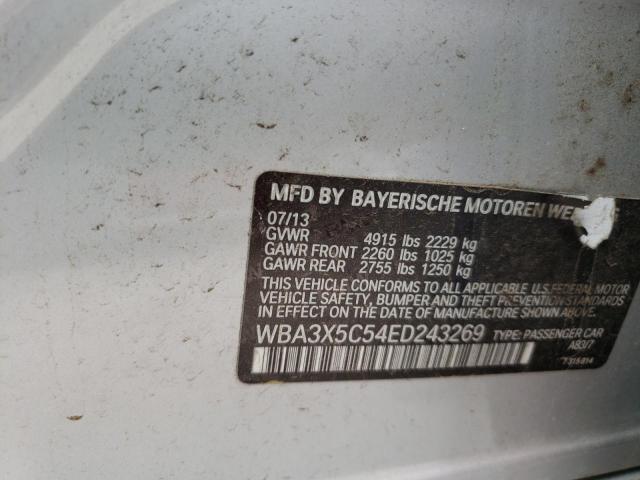 MFD BY BAYERISCHE MOTOREN
07/13
GVWR 4915 lbs 2229 kg
GAWR FRONT 2260 lbs 1025 kg
GAWR REAR 2755 lbs 1250 kg
THIS VEHICLE CONFORMS TO ALL APPLICABLE U.S. FEDERAL MOTOR
VEHICLE SAFETY, BUMPER AND THEFT PREVENTION STANDARDS
IN EFFECT ON THE DATE OF MANUFACTURE SHOWN ABOVE.
WBA3X5C54ED243269 TYPE: PASSENGER CAR
A83/7